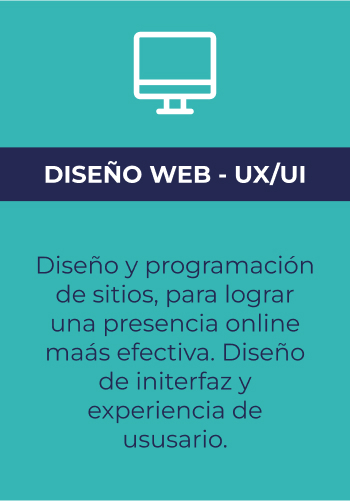 DISEÑO WEB - UX/UI
Diseño y programación
de sitios, para lograr
una presencia online
maás efectiva. Diseño
de initerfaz y
experiencia de
ususario.